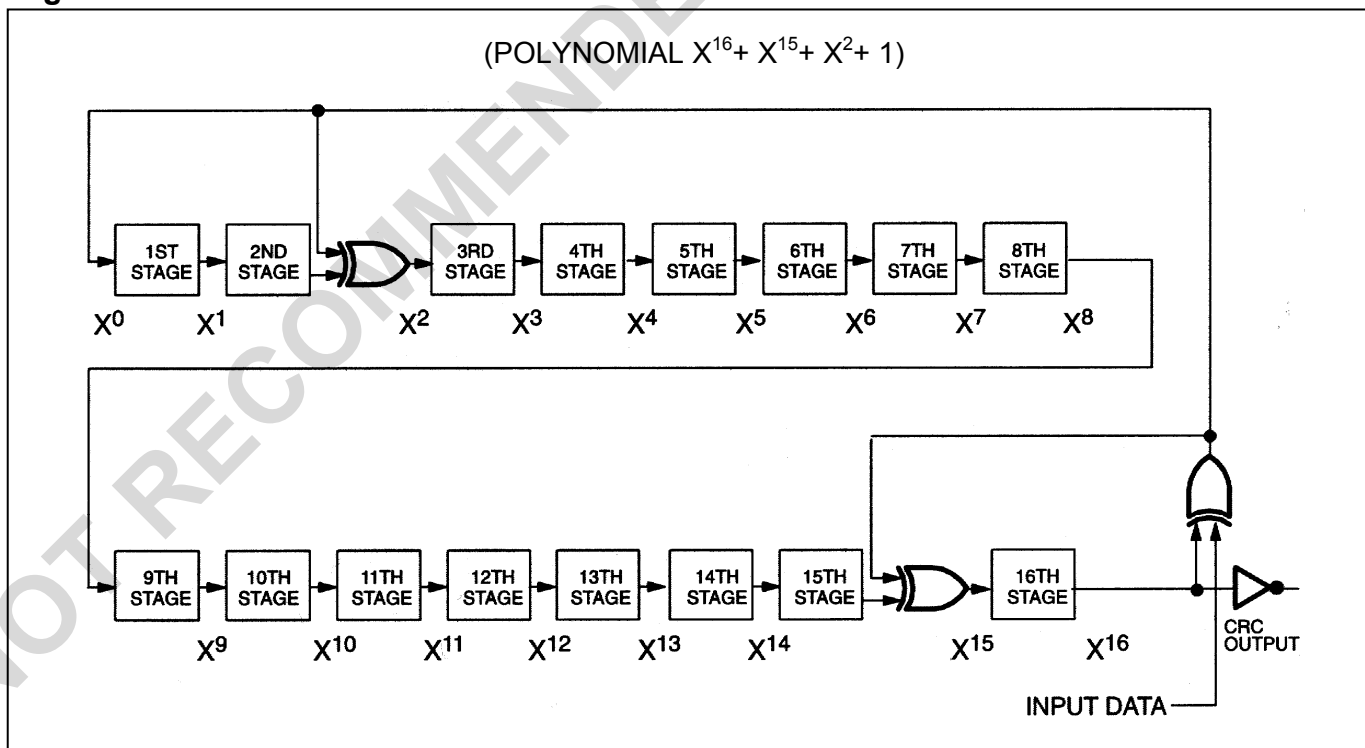 (POLYNOMIAL X¹⁶+ X¹⁵+ X²+ 1)
1ST STAGE
2ND STAGE
3RD STAGE
4TH STAGE
5TH STAGE
6TH STAGE
7TH STAGE
8TH STAGE
X⁰ X¹ X² X³ X⁴ X⁵ X⁶ X⁷ X⁸
9TH STAGE
10TH STAGE
11TH STAGE
12TH STAGE
13TH STAGE
14TH STAGE
15TH STAGE
16TH STAGE
X⁹ X¹⁰ X¹¹ X¹² X¹³ X¹⁴ X¹⁵ X¹⁶
CRC
OUTPUT
INPUT DATA
NOT RECOMMENDE